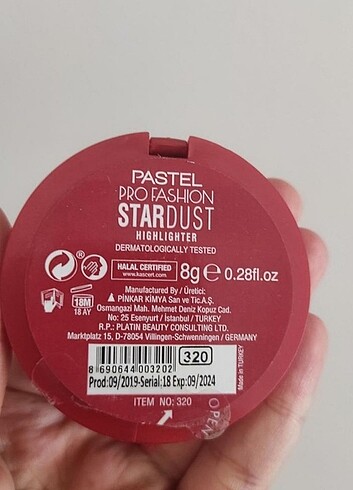 PASTEL
PRO FASHION
STARDUST
HIGHLIGHTER
DERMATOLOGICALLY TESTED
HALAL CERTIFIED
www.kascert.com
8g e 0.28fl.oz
18M
18 AY
Manufactured By / Üretici:
PİNKAR KİMYA San ve Tic.A.Ş.
Osmangazi Mah. Mehmet Deniz Kopuz Cad.
No: 25 Esenyurt / İstanbul / TURKEY
R.P.: PLATIN BEAUTY CONSULTING LTD.
Marktplatz 15, D-78054 Villingen-Schwenningen / GERMANY
320
8 690644 003202
Prod:09/2019-Serial:18 Exp:09/2024
Made in TURKEY
ITEM NO: 320
OPEN